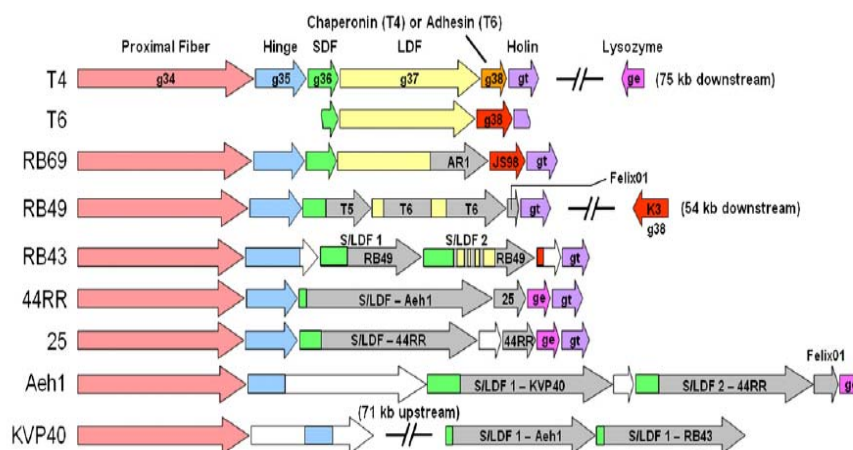 Chaperonin (T4) or Adhesin (T6)
Proximal Fiber Hinge SDF LDF Holin Lysozyme
T4 g34 g35 g36 g37 g38 gt ge (75 kb downstream)
T6 g38
RB69 AR1 JS98 gt
Felix01
RB49 T5 T6 T6 gt K3 (54 kb downstream)
g38
S/LDF 1 S/LDF 2
RB43 RB49 RB49 gt
44RR S/LDF – Aeh1 25 ge gt
25 S/LDF – 44RR 44RR ge gt
Felix01
Aeh1 S/LDF 1 – KVP40 S/LDF 2 – 44RR ge
(71 kb upstream)
KVP40 S/LDF 1 – Aeh1 S/LDF 1 – RB43